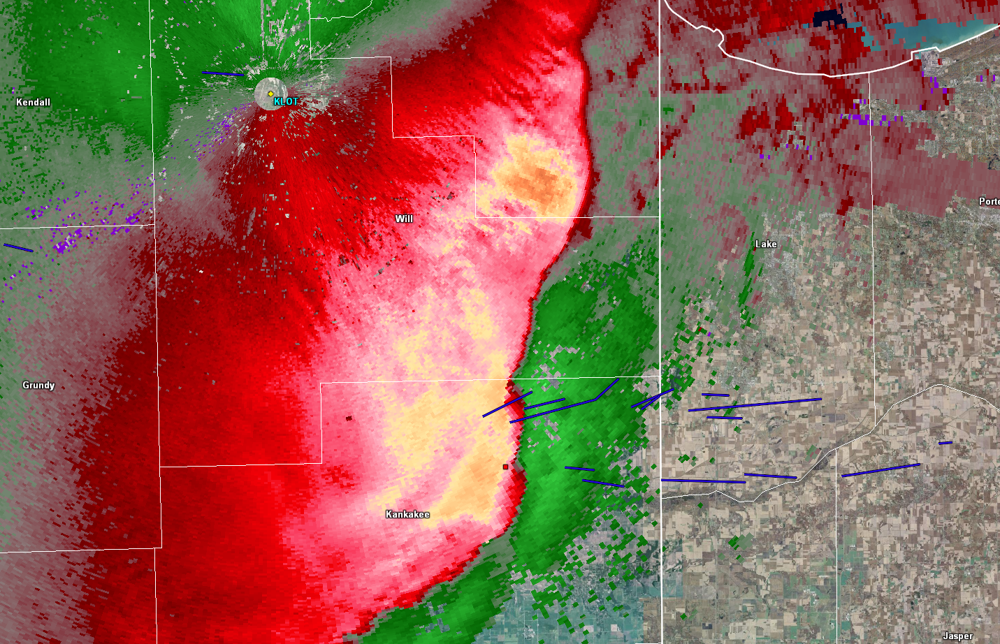 Kendall
KLOT
Porte
Will
Lake
Grundy
Kankakee
Jasper